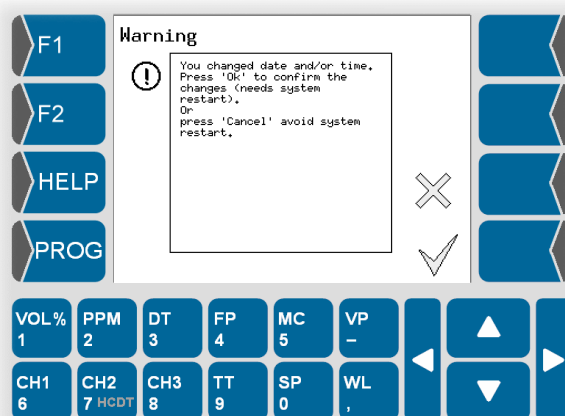 F1
F2
HELP
PROG
Warning
You changed date and/or time.
Press 'Ok' to confirm the
changes (needs system
restart).
Or
press 'Cancel' avoid system
restart.
VOL% PPM DT FP MC VP
1 2 3 4 5 –
CH1 CH2 CH3 TT SP WL
6 7 HCDT 8 9 0 ,